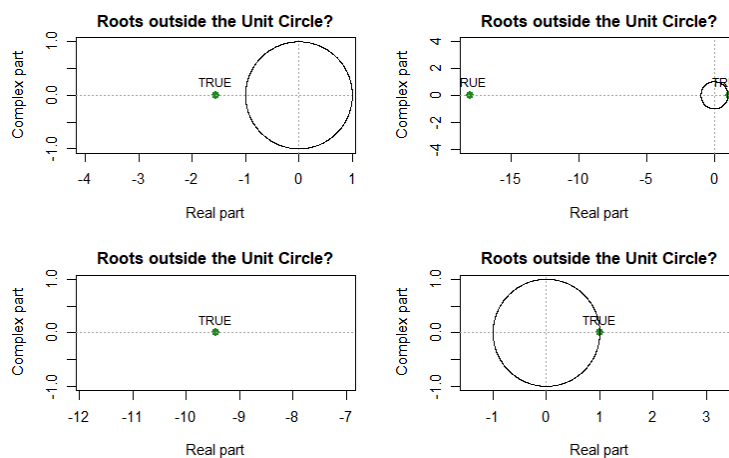 Roots outside the Unit Circle?
Complex part
1.0
0.0
-1.0
TRUE
-4 -3 -2 -1 0 1
Real part
Roots outside the Unit Circle?
Complex part
4
2
0
-2
-4
RUE
TRU
-15 -10 -5 0
Real part
Roots outside the Unit Circle?
Complex part
1.0
0.0
-1.0
TRUE
-12 -11 -10 -9 -8 -7
Real part
Roots outside the Unit Circle?
Complex part
1.0
0.0
-1.0
TRUE
-1 0 1 2 3
Real part